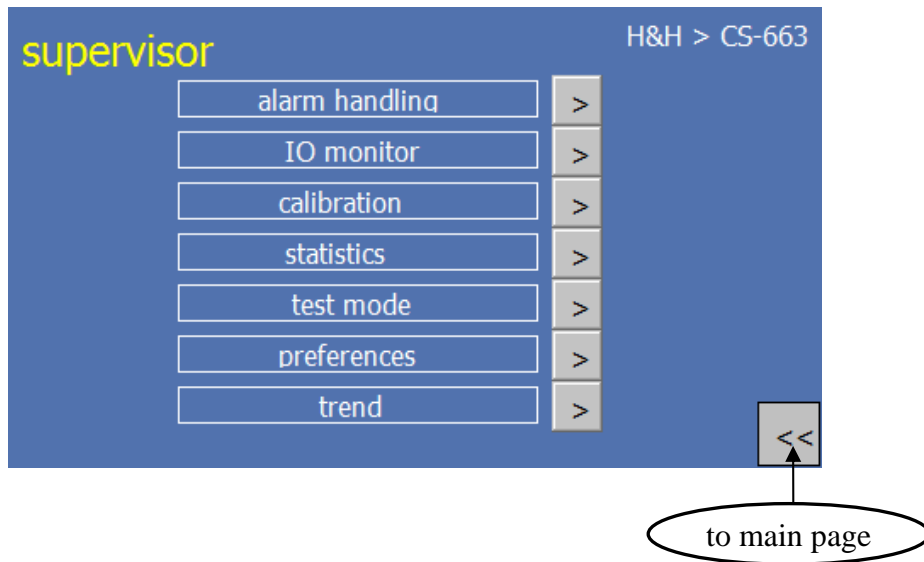 supervisor
H&H > CS-663
alarm handling >
IO monitor >
calibration >
statistics >
test mode >
preferences >
trend >
<<
to main page